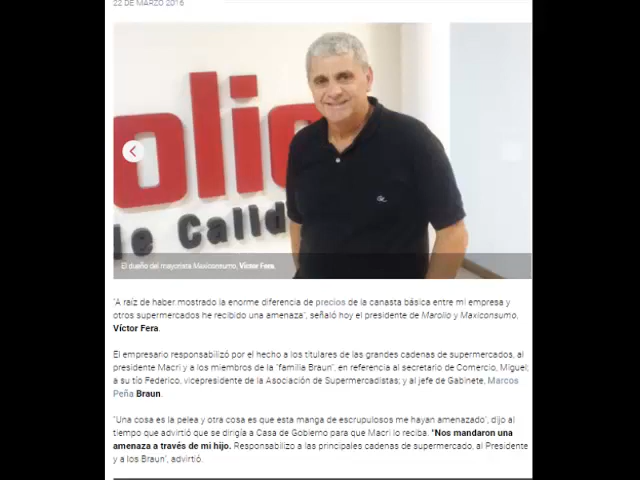 22 DE MARZO 2016
olio
de Calid
El dueño del mayorista Maxiconsumo, Víctor Fera.
"A raíz de haber mostrado la enorme diferencia de precios de la canasta básica entre mi empresa y
otros supermercados he recibido una amenaza", señaló hoy el presidente de Marolio y Maxiconsumo,
Víctor Fera.
El empresario responsabilizó por el hecho a los titulares de las grandes cadenas de supermercados, al
presidente Macri y a los miembros de la "familia Braun", en referencia al secretario de Comercio, Miguel;
a su tío Federico, vicepresidente de la Asociación de Supermercadistas; y al jefe de Gabinete, Marcos
Peña Braun.
"Una cosa es la pelea y otra cosa es que esta manga de escrupulosos me hayan amenazado", dijo al
tiempo que advirtió que se dirigía a Casa de Gobierno para que Macri lo reciba. "Nos mandaron una
amenaza a través de mi hijo. Responsabilizo a las principales cadenas de supermercado, al Presidente
y a los Braun", advirtió.